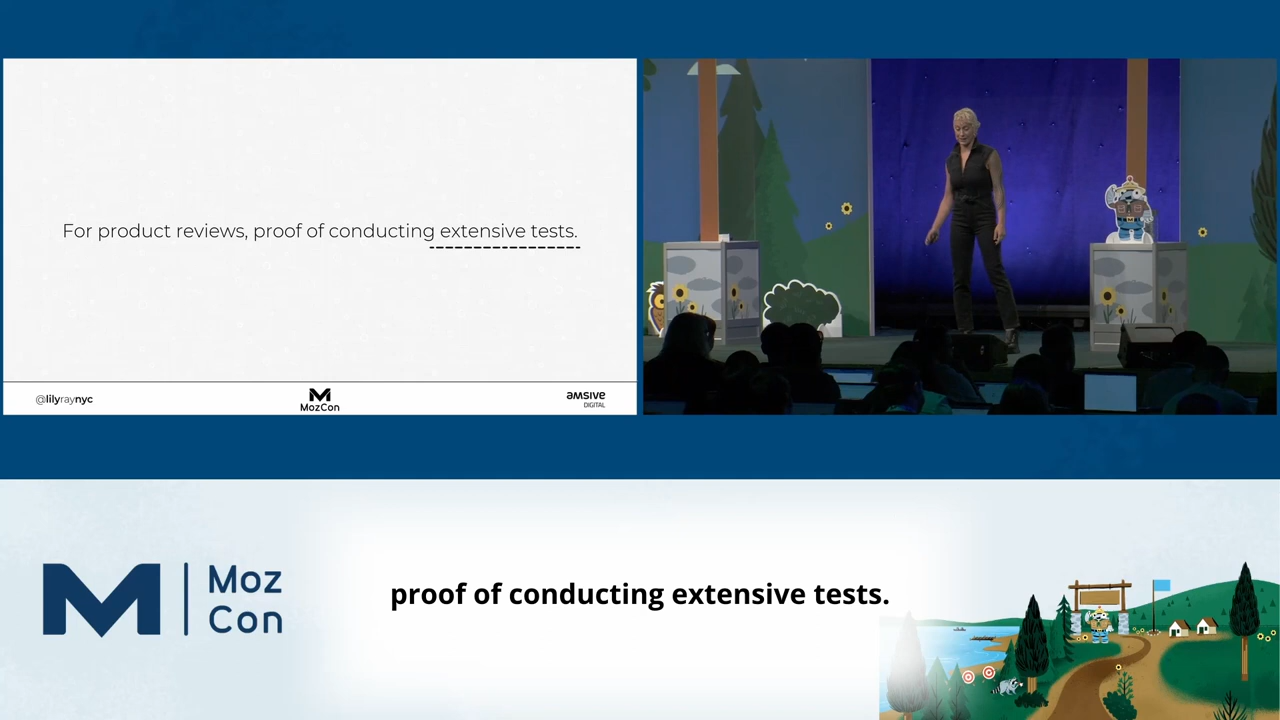 For product reviews, proof of conducting extensive tests.
@lilyraynyc
MozCon
amsive
DIGITAL
Moz
Con
proof of conducting extensive tests.